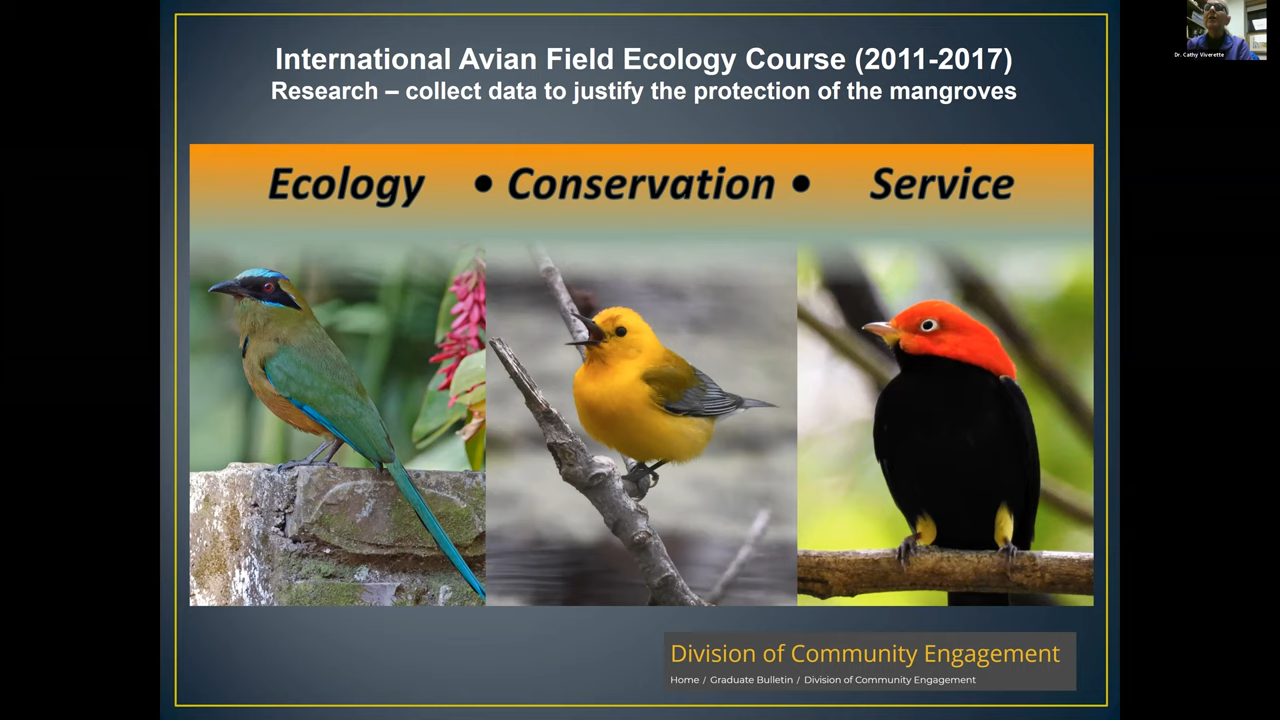 International Avian Field Ecology Course (2011-2017)
Research – collect data to justify the protection of the mangroves
Ecology • Conservation • Service
Division of Community Engagement
Home / Graduate Bulletin / Division of Community Engagement
Dr. Cathy Viverette